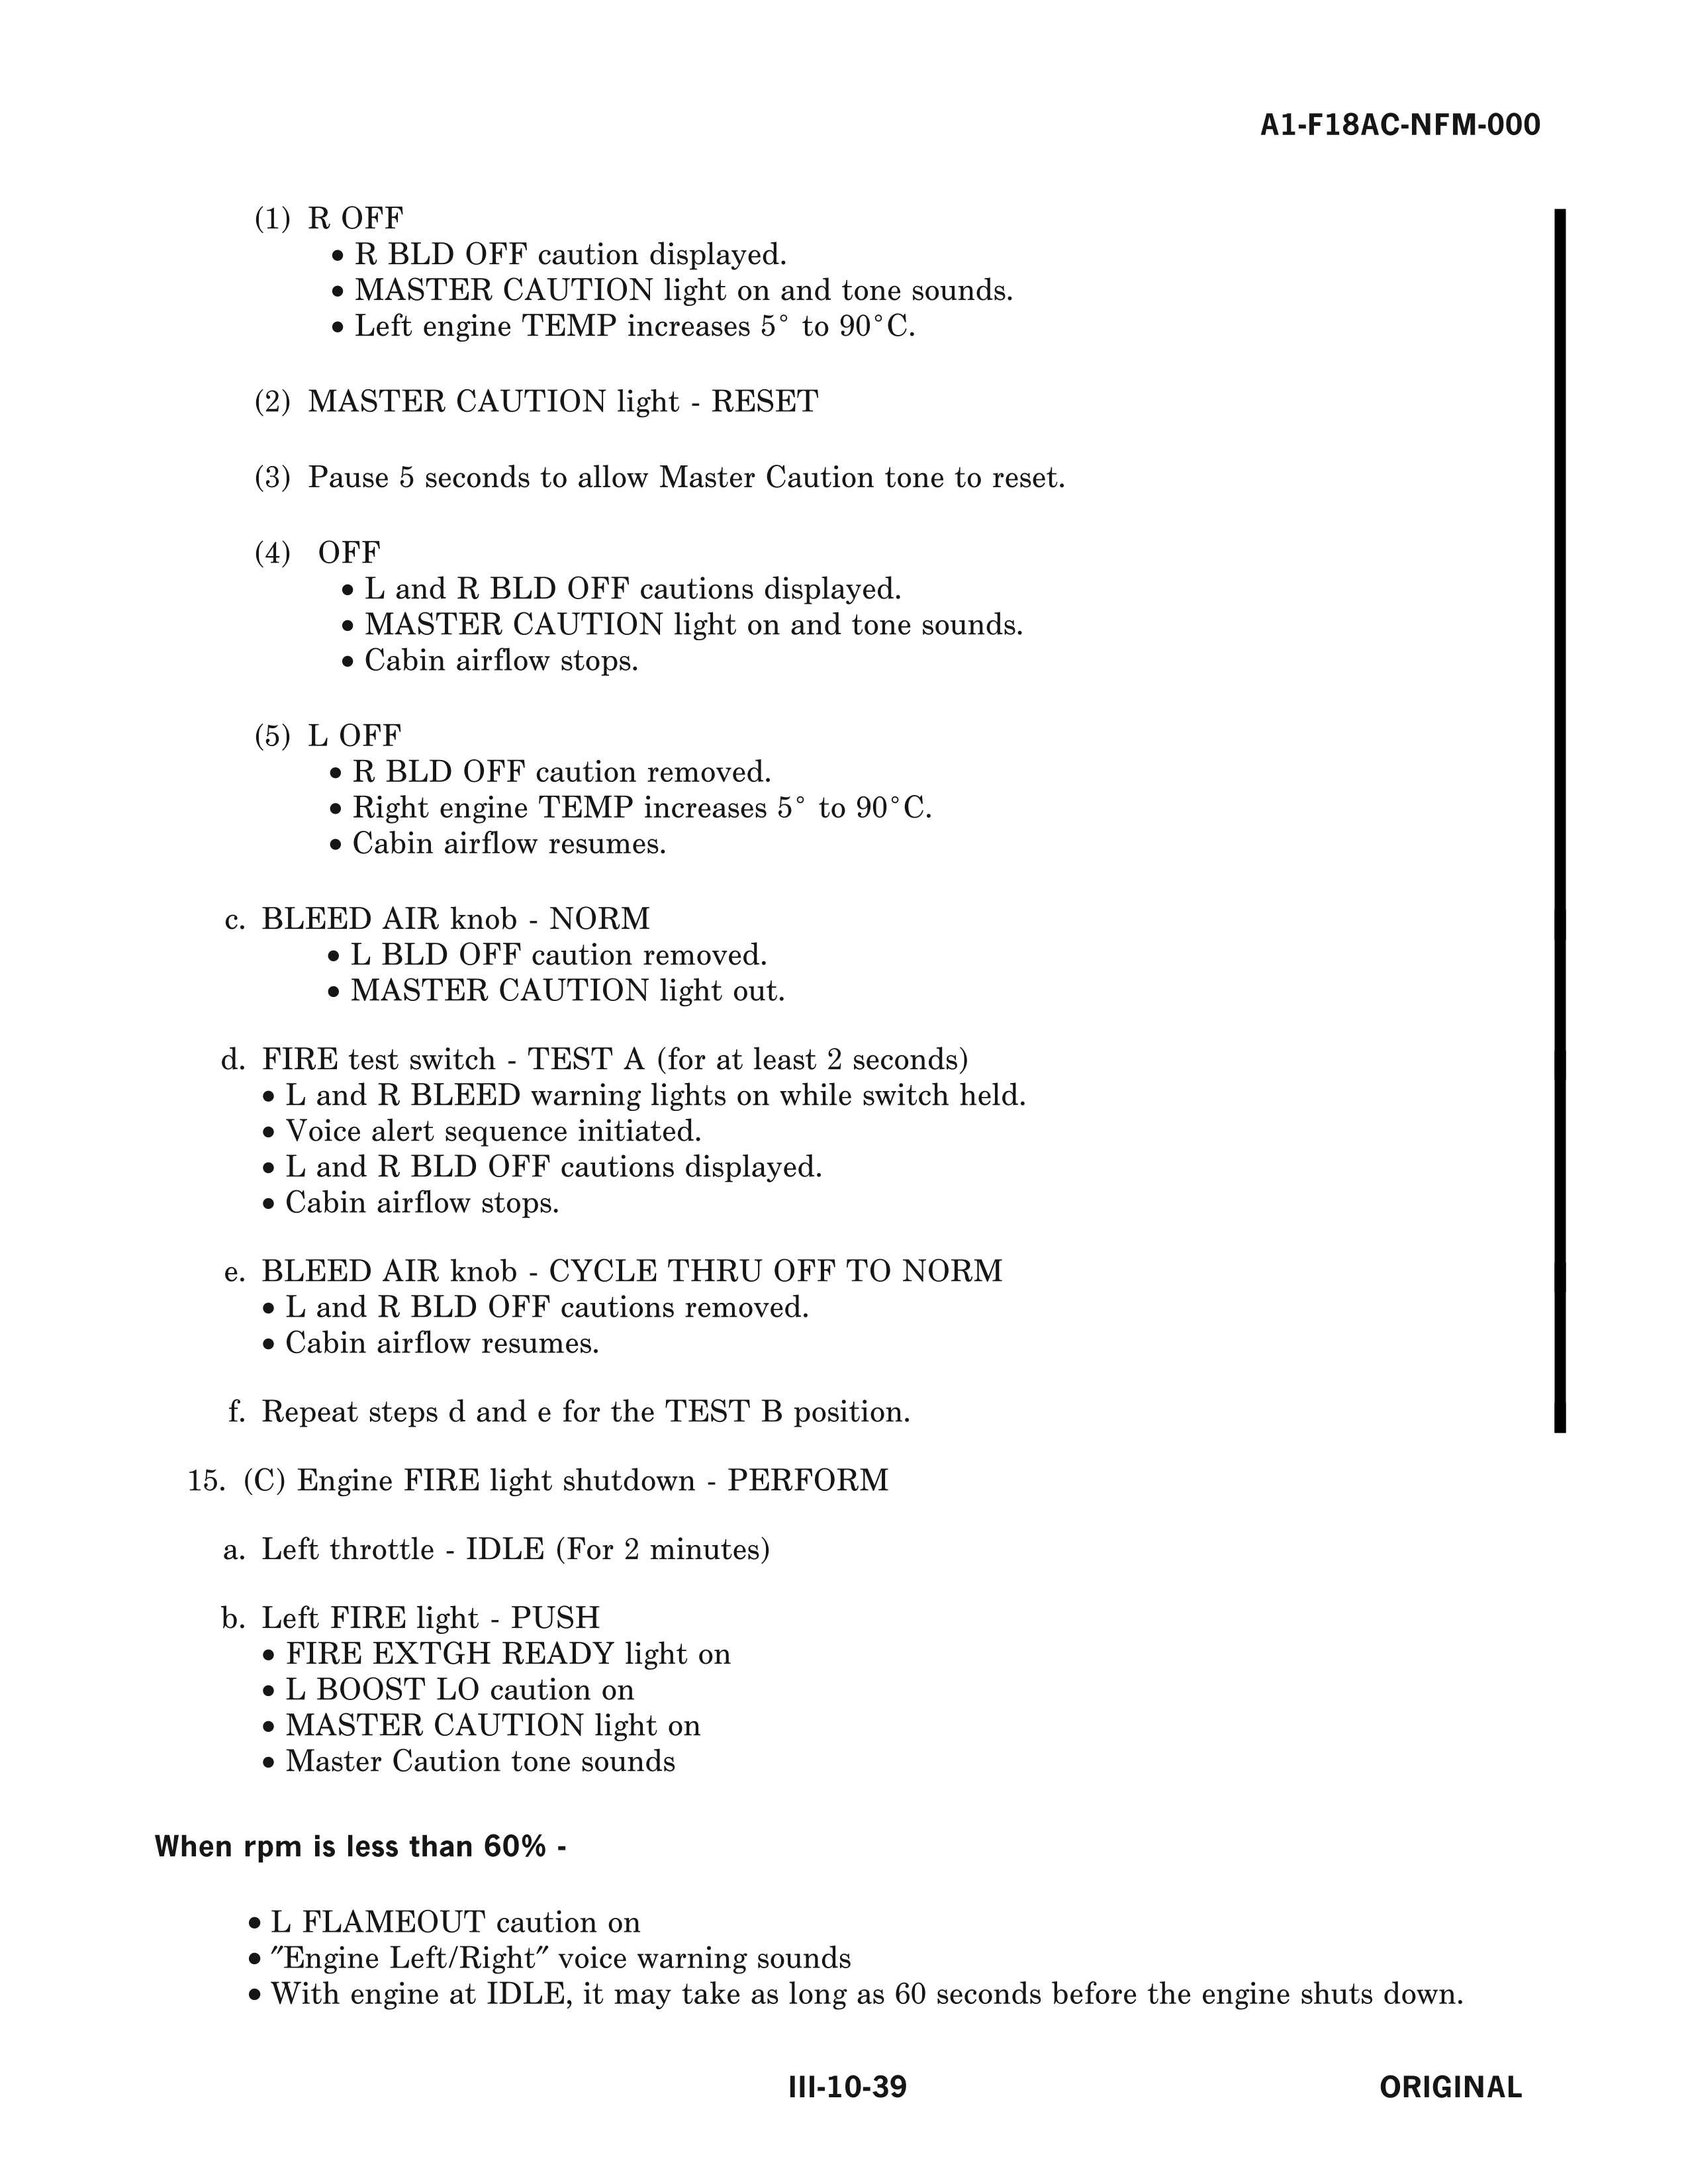 A1-F18AC-NFM-000
(1) R OFF
• R BLD OFF caution displayed.
• MASTER CAUTION light on and tone sounds.
• Left engine TEMP increases 5° to 90°C.
(2) MASTER CAUTION light - RESET
(3) Pause 5 seconds to allow Master Caution tone to reset.
(4) OFF
• L and R BLD OFF cautions displayed.
• MASTER CAUTION light on and tone sounds.
• Cabin airflow stops.
(5) L OFF
• R BLD OFF caution removed.
• Right engine TEMP increases 5° to 90°C.
• Cabin airflow resumes.
c. BLEED AIR knob - NORM
• L BLD OFF caution removed.
• MASTER CAUTION light out.
d. FIRE test switch - TEST A (for at least 2 seconds)
• L and R BLEED warning lights on while switch held.
• Voice alert sequence initiated.
• L and R BLD OFF cautions displayed.
• Cabin airflow stops.
e. BLEED AIR knob - CYCLE THRU OFF TO NORM
• L and R BLD OFF cautions removed.
• Cabin airflow resumes.
f. Repeat steps d and e for the TEST B position.
15. (C) Engine FIRE light shutdown - PERFORM
a. Left throttle - IDLE (For 2 minutes)
b. Left FIRE light - PUSH
• FIRE EXTGH READY light on
• L BOOST LO caution on
• MASTER CAUTION light on
• Master Caution tone sounds
When rpm is less than 60% -
• L FLAMEOUT caution on
• ″Engine Left/Right″ voice warning sounds
• With engine at IDLE, it may take as long as 60 seconds before the engine shuts down.
III-10-39
ORIGINAL